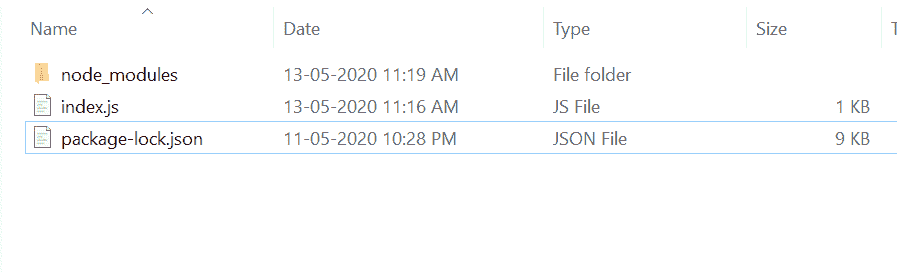 Name Date Type Size T
node_modules 13-05-2020 11:19 AM File folder
index.js 13-05-2020 11:16 AM JS File 1 KB
package-lock.json 11-05-2020 10:28 PM JSON File 9 KB